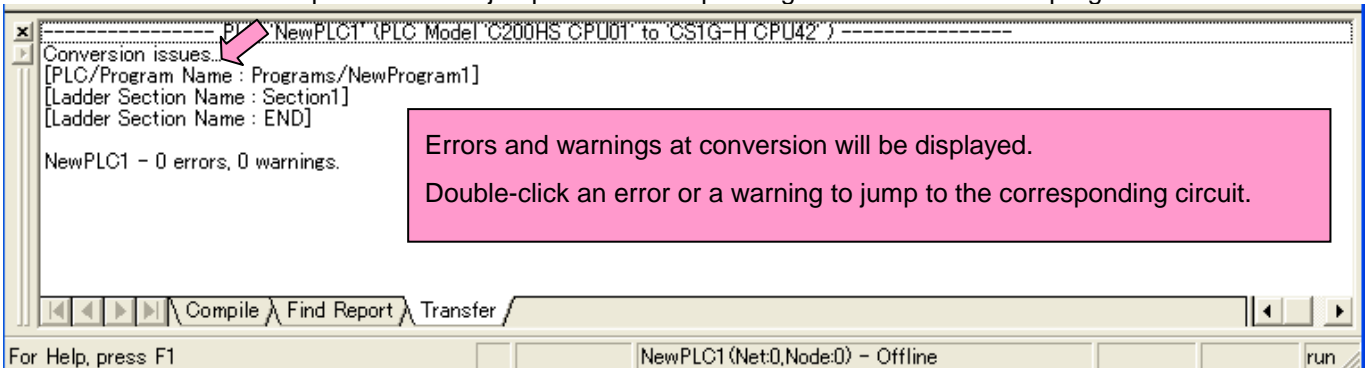 ---------------- PLC: 'NewPLC1' (PLC Model 'C200HS CPU01' to 'CS1G-H CPU42' ) ----------------
Conversion issues...
[PLC/Program Name : Programs/NewProgram1]
[Ladder Section Name : Section1]
[Ladder Section Name : END]
Errors and warnings at conversion will be displayed.
NewPLC1 - 0 errors, 0 warnings.
Double-click an error or a warning to jump to the corresponding circuit.
Compile Find Report Transfer
For Help, press F1 NewPLC1(Net:0,Node:0) - Offline run